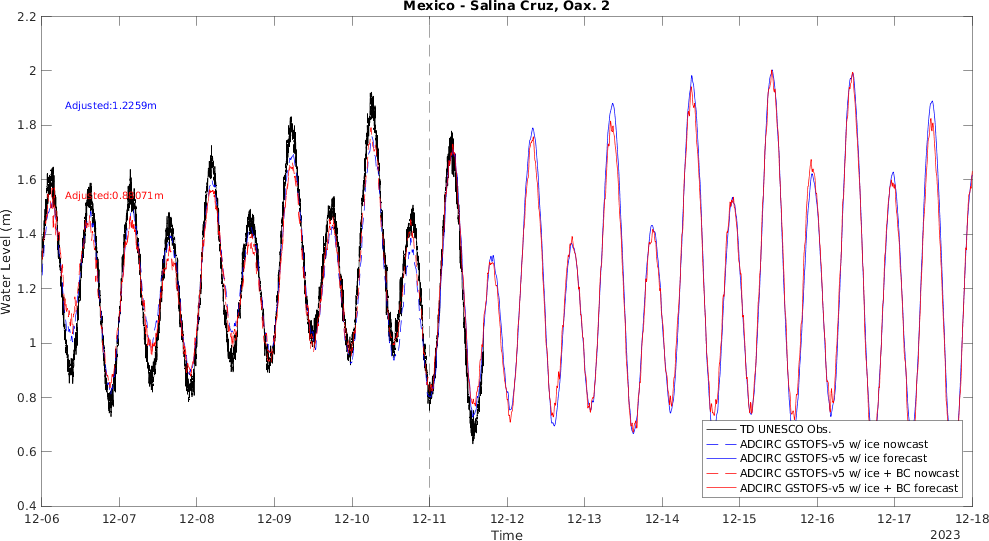 Mexico - Salina Cruz, Oax. 2
2.2
2
1.8
1.6
1.4
1.2
1
0.8
0.6
0.4
Water Level (m)
Adjusted:1.2259m
TD UNESCO Obs.
ADCIRC GSTOFS-v5 w/ ice nowcast
ADCIRC GSTOFS-v5 w/ ice forecast
ADCIRC GSTOFS-v5 w/ ice + BC nowcast
ADCIRC GSTOFS-v5 w/ ice + BC forecast
12-06 12-07 12-08 12-09 12-10 12-11 12-12 12-13 12-14 12-15 12-16 12-17 12-18
Time
2023